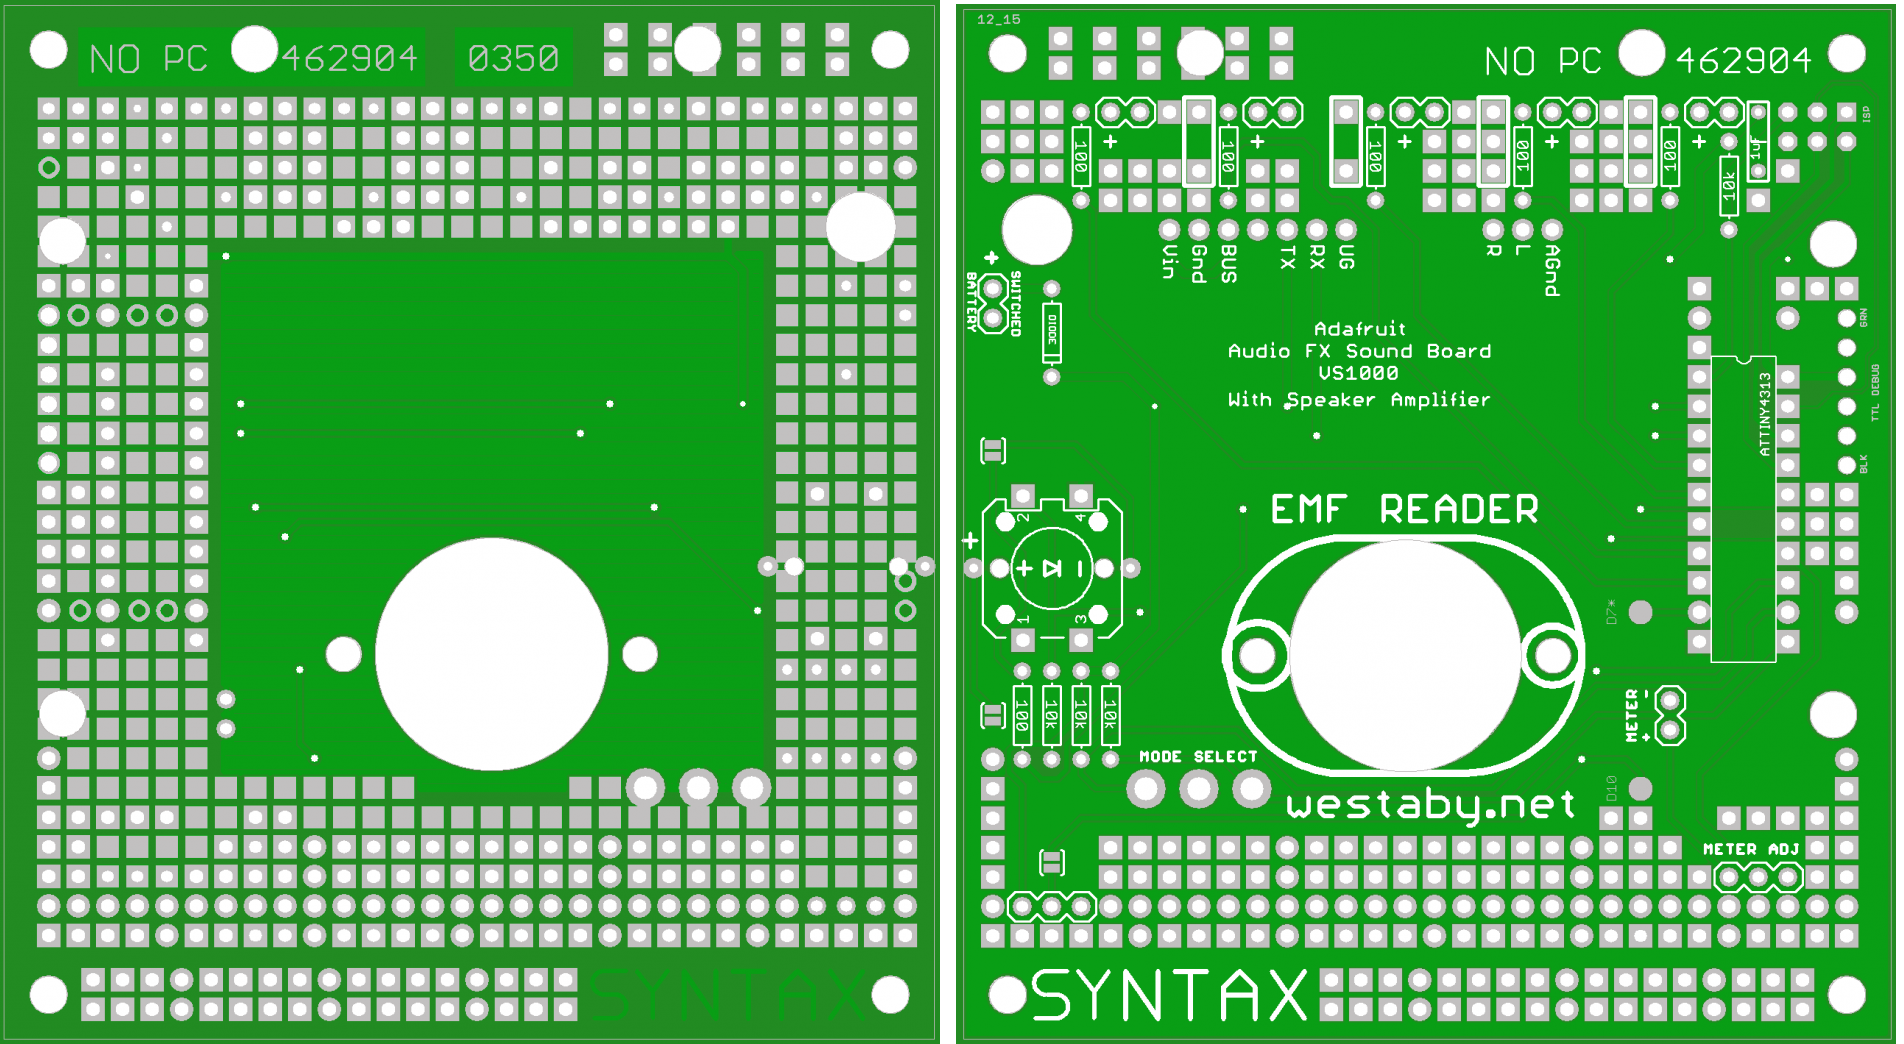 NO PC 462904 0350
SYNTAX
12_15
NO PC 462904
ISP
100
100
100
100
100
1uF
10k
+
+
+
+
+
Vin
Gnd
BUS
TX
RX
UG
R
L
AGnd
+
BATTERY
SWITCHED
DIODE
Adafruit
Audio FX Sound Board
VS1000
With Speaker Amplifier
GRN
TTL DEBUG
BLK
ATTINY4313
EMF READER
+
2
4
+ -
1
3
D7*
100
10k
10k
10k
METER
-
+
MODE SELECT
D10
westaby.net
METER ADJ
SYNTAX